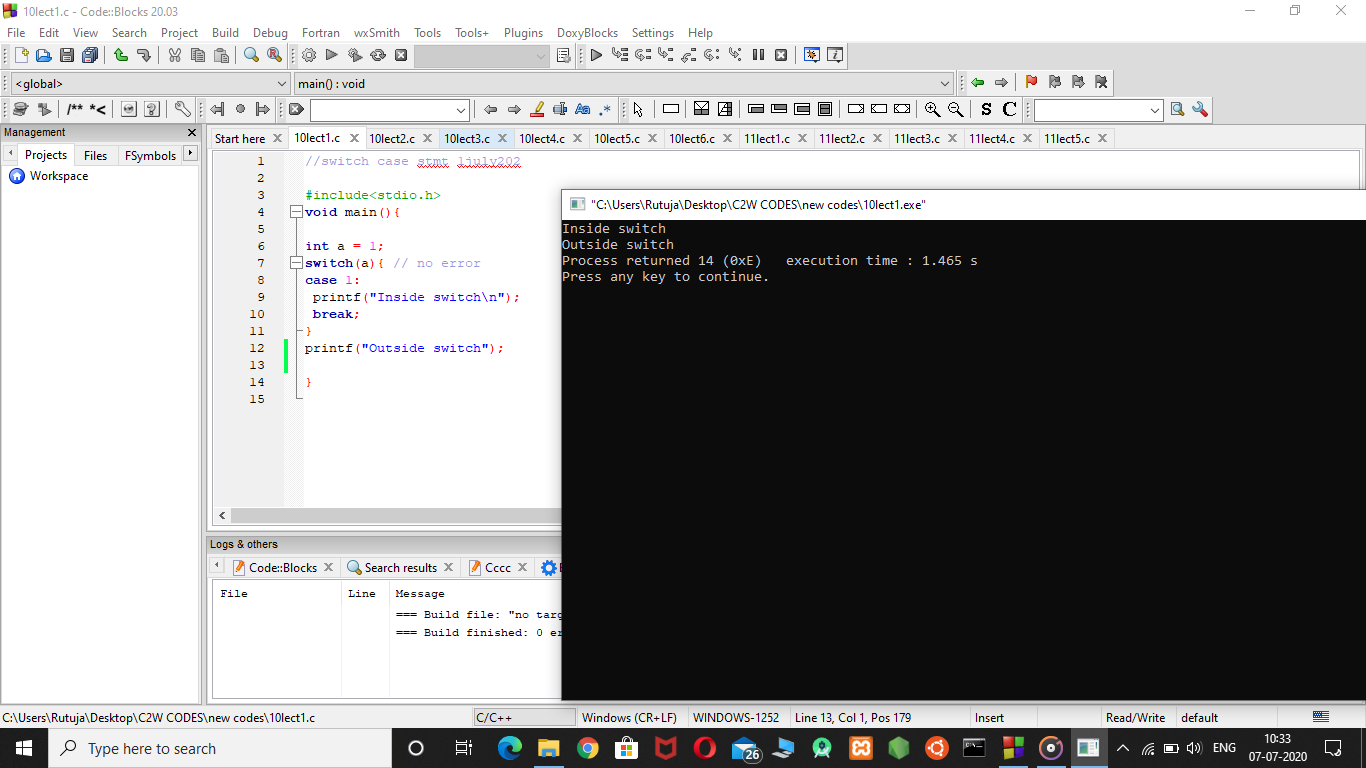 10lect1.c - Code::Blocks 20.03
File Edit View Search Project Build Debug Fortran wxSmith Tools Tools+ Plugins DoxyBlocks Settings Help
<global> main() : void
/** *< Aa .* S C
Management
Projects Files FSymbols
Workspace
Start here 10lect1.c 10lect2.c 10lect3.c 10lect4.c 10lect5.c 10lect6.c 11lect1.c 11lect2.c 11lect3.c 11lect4.c 11lect5.c
1 //switch case stmt 1july202
2
3 #include<stdio.h>
4 void main(){
5
6 int a = 1;
7 switch(a){ // no error
8 case 1:
9 printf("Inside switch\n");
10 break;
11 }
12 printf("Outside switch");
13
14 }
15
"C:\Users\Rutuja\Desktop\C2W CODES\new codes\10lect1.exe"
Inside switch
Outside switch
Process returned 14 (0xE) execution time : 1.465 s
Press any key to continue.
Logs & others
Code::Blocks Search results Cccc
File Line Message
=== Build file: "no targ
=== Build finished: 0 er
C:\Users\Rutuja\Desktop\C2W CODES\new codes\10lect1.c C/C++ Windows (CR+LF) WINDOWS-1252 Line 13, Col 1, Pos 179 Insert Read/Write default
Type here to search
26
ENG
10:33
07-07-2020